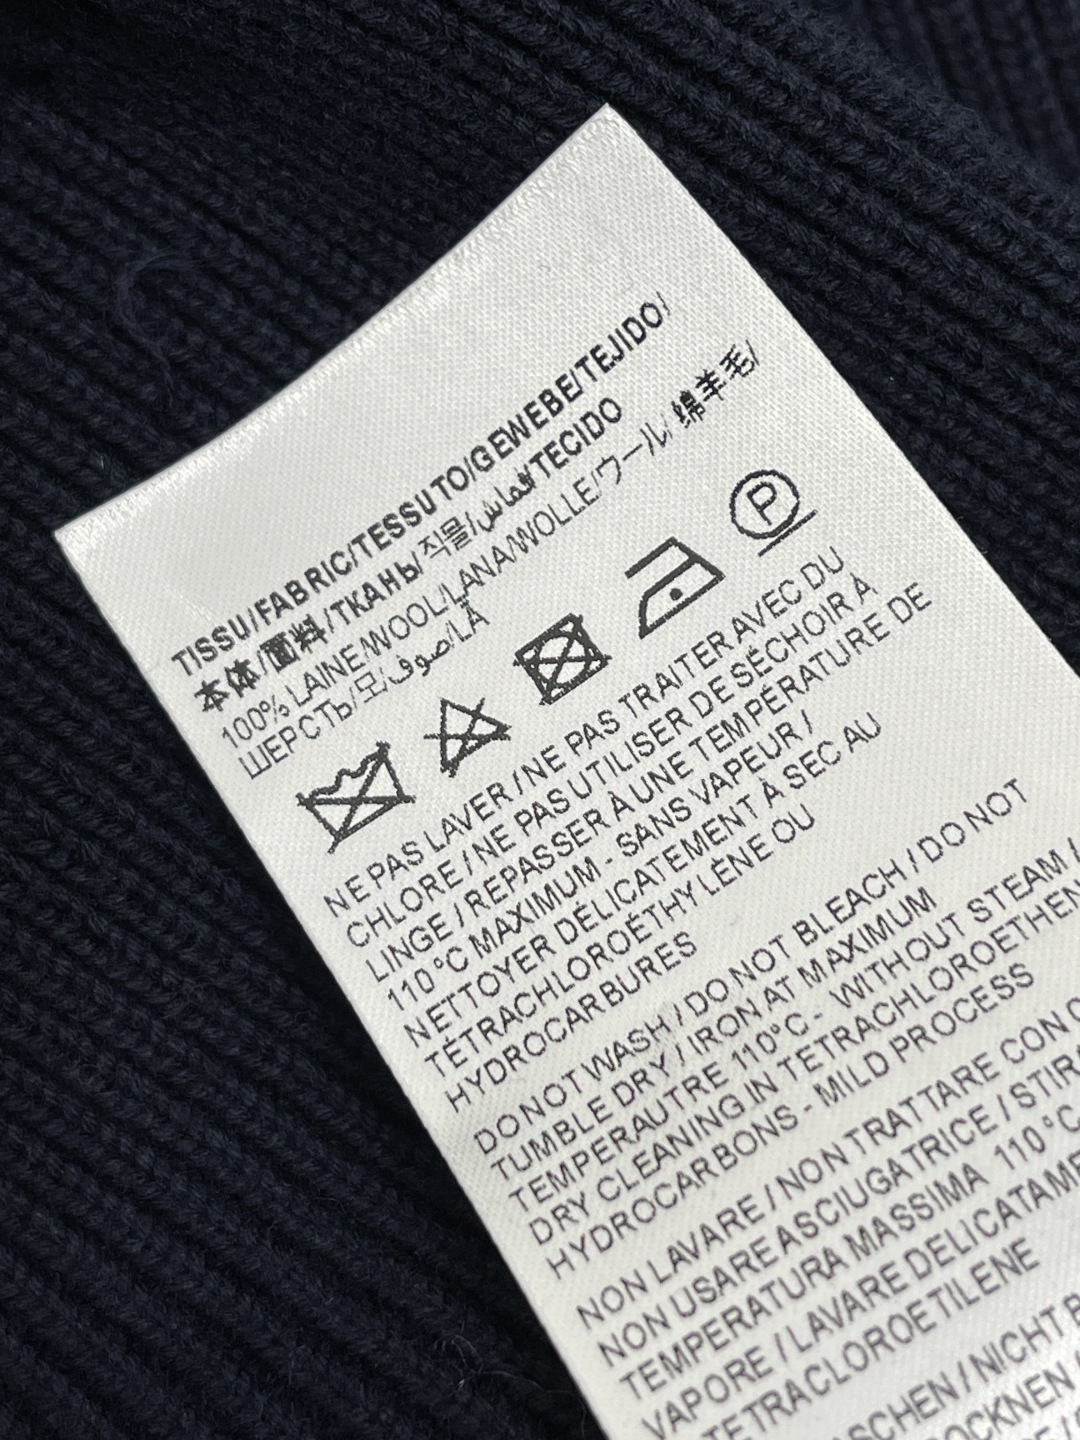 TISSU/FABRIC/TESSUTO/GEWEBE/TEJIDO/
本体/面料/ТКАНЬ/직물/قماش/TECIDO
100% LAINE/WOOL/LANA/WOLLE/ウール/绵羊毛/
ШЕРСТЬ/모/صوف/LÃ
P
NE PAS LAVER / NE PAS TRAITER AVEC DU
CHLORE / NE PAS UTILISER DE SÉCHOIR À
LINGE / REPASSER À UNE TEMPÉRATURE DE
110°C MAXIMUM - SANS VAPEUR /
NETTOYER DÉLICATEMENT À SEC AU
TÉTRACHLOROÉTHYLÈNE OU
HYDROCARBURES
DO NOT WASH / DO NOT BLEACH / DO NOT
TUMBLE DRY / IRON AT MAXIMUM
TEMPERAUTRE 110°C - WITHOUT STEAM /
DRY CLEANING IN TETRACHLOROETHEN
HYDROCARBONS - MILD PROCESS
NON LAVARE / NON TRATTARE CON C
NON USARE ASCIUGATRICE / STIRA
TEMPERATURA MASSIMA 110°C
VAPORE / LAVARE DELICATAME
TETRACLOROETILENE
SCHEN / NICHT B
OCKNEN /